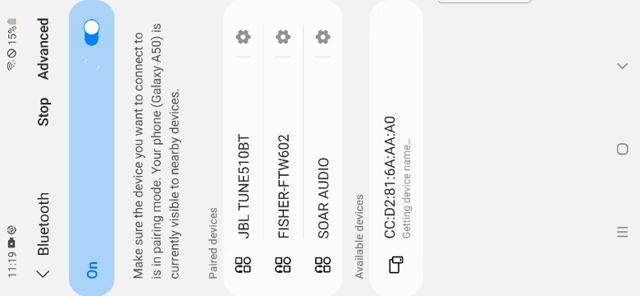 11:19
15%
Bluetooth
Stop
Advanced
On
Make sure the device you want to connect to
is in pairing mode. Your phone (Galaxy A50) is
currently visible to nearby devices.
Paired devices
JBL TUNE510BT
FISHER-FTW602
SOAR AUDIO
Available devices
CC:D2:81:6A:AA:A0
Getting device name...